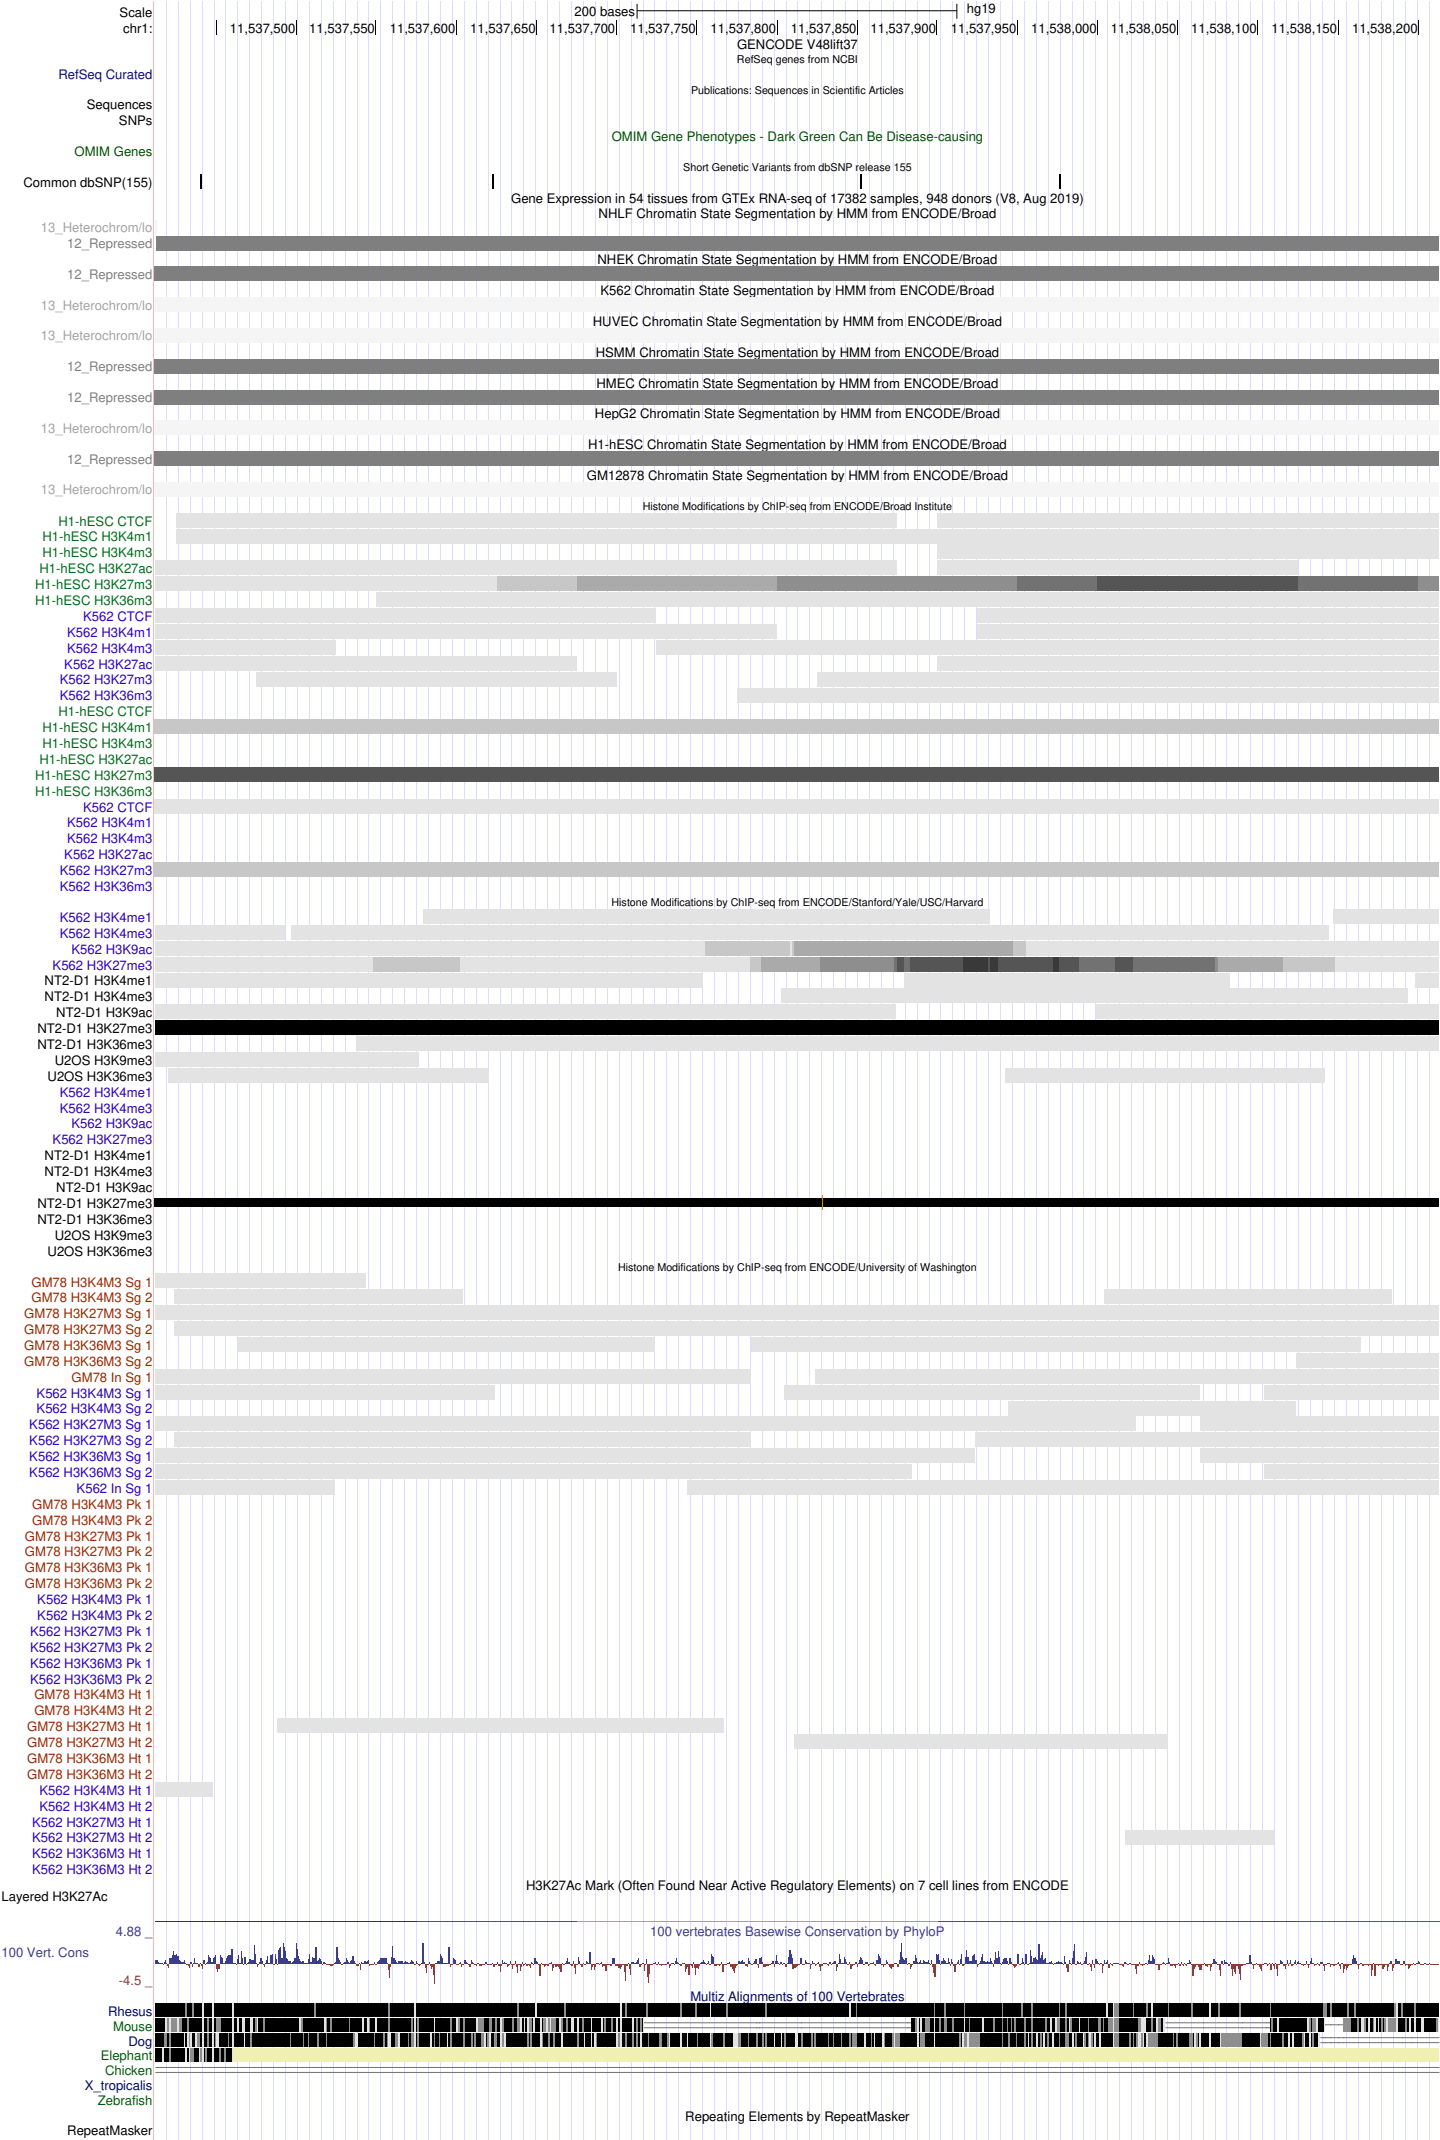 Scale 200 bases hg19
chr1: 11,537,500| 11,537,550| 11,537,600| 11,537,650| 11,537,700| 11,537,750| 11,537,800| 11,537,850| 11,537,900| 11,537,950| 11,538,000| 11,538,050| 11,538,100| 11,538,150| 11,538,200|
GENCODE V48lift37
RefSeq genes from NCBI
RefSeq Curated
Publications: Sequences in Scientific Articles
Sequences
SNPs
OMIM Gene Phenotypes - Dark Green Can Be Disease-causing
OMIM Genes
Short Genetic Variants from dbSNP release 155
Common dbSNP(155)
Gene Expression in 54 tissues from GTEx RNA-seq of 17382 samples, 948 donors (V8, Aug 2019)
NHLF Chromatin State Segmentation by HMM from ENCODE/Broad
13_Heterochrom/lo
12_Repressed
NHEK Chromatin State Segmentation by HMM from ENCODE/Broad
12_Repressed
K562 Chromatin State Segmentation by HMM from ENCODE/Broad
13_Heterochrom/lo
HUVEC Chromatin State Segmentation by HMM from ENCODE/Broad
13_Heterochrom/lo
HSMM Chromatin State Segmentation by HMM from ENCODE/Broad
12_Repressed
HMEC Chromatin State Segmentation by HMM from ENCODE/Broad
12_Repressed
HepG2 Chromatin State Segmentation by HMM from ENCODE/Broad
13_Heterochrom/lo
H1-hESC Chromatin State Segmentation by HMM from ENCODE/Broad
12_Repressed
GM12878 Chromatin State Segmentation by HMM from ENCODE/Broad
13_Heterochrom/lo
Histone Modifications by ChIP-seq from ENCODE/Broad Institute
H1-hESC CTCF
H1-hESC H3K4m1
H1-hESC H3K4m3
H1-hESC H3K27ac
H1-hESC H3K27m3
H1-hESC H3K36m3
K562 CTCF
K562 H3K4m1
K562 H3K4m3
K562 H3K27ac
K562 H3K27m3
K562 H3K36m3
H1-hESC CTCF
H1-hESC H3K4m1
H1-hESC H3K4m3
H1-hESC H3K27ac
H1-hESC H3K27m3
H1-hESC H3K36m3
K562 CTCF
K562 H3K4m1
K562 H3K4m3
K562 H3K27ac
K562 H3K27m3
K562 H3K36m3
Histone Modifications by ChIP-seq from ENCODE/Stanford/Yale/USC/Harvard
K562 H3K4me1
K562 H3K4me3
K562 H3K9ac
K562 H3K27me3
NT2-D1 H3K4me1
NT2-D1 H3K4me3
NT2-D1 H3K9ac
NT2-D1 H3K27me3
NT2-D1 H3K36me3
U2OS H3K9me3
U2OS H3K36me3
K562 H3K4me1
K562 H3K4me3
K562 H3K9ac
K562 H3K27me3
NT2-D1 H3K4me1
NT2-D1 H3K4me3
NT2-D1 H3K9ac
NT2-D1 H3K27me3
NT2-D1 H3K36me3
U2OS H3K9me3
U2OS H3K36me3
Histone Modifications by ChIP-seq from ENCODE/University of Washington
GM78 H3K4M3 Sg 1
GM78 H3K4M3 Sg 2
GM78 H3K27M3 Sg 1
GM78 H3K27M3 Sg 2
GM78 H3K36M3 Sg 1
GM78 H3K36M3 Sg 2
GM78 In Sg 1
K562 H3K4M3 Sg 1
K562 H3K4M3 Sg 2
K562 H3K27M3 Sg 1
K562 H3K27M3 Sg 2
K562 H3K36M3 Sg 1
K562 H3K36M3 Sg 2
K562 In Sg 1
GM78 H3K4M3 Pk 1
GM78 H3K4M3 Pk 2
GM78 H3K27M3 Pk 1
GM78 H3K27M3 Pk 2
GM78 H3K36M3 Pk 1
GM78 H3K36M3 Pk 2
K562 H3K4M3 Pk 1
K562 H3K4M3 Pk 2
K562 H3K27M3 Pk 1
K562 H3K27M3 Pk 2
K562 H3K36M3 Pk 1
K562 H3K36M3 Pk 2
GM78 H3K4M3 Ht 1
GM78 H3K4M3 Ht 2
GM78 H3K27M3 Ht 1
GM78 H3K27M3 Ht 2
GM78 H3K36M3 Ht 1
GM78 H3K36M3 Ht 2
K562 H3K4M3 Ht 1
K562 H3K4M3 Ht 2
K562 H3K27M3 Ht 1
K562 H3K27M3 Ht 2
K562 H3K36M3 Ht 1
K562 H3K36M3 Ht 2
H3K27Ac Mark (Often Found Near Active Regulatory Elements) on 7 cell lines from ENCODE
Layered H3K27Ac
4.88 _ 100 vertebrates Basewise Conservation by PhyloP
100 Vert. Cons
-4.5 _
Multiz Alignments of 100 Vertebrates
Rhesus
Mouse
Dog
Elephant
Chicken
X_tropicalis
Zebrafish
Repeating Elements by RepeatMasker
RepeatMasker